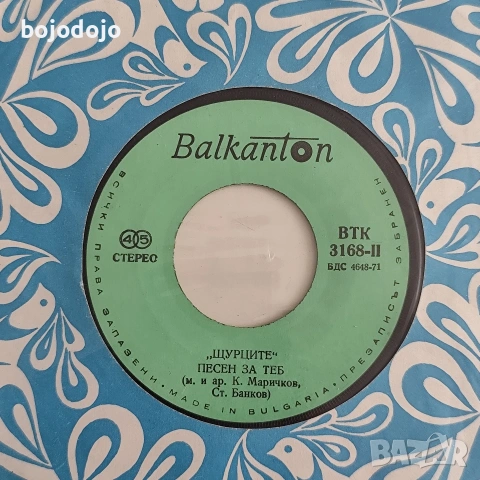 bojodojo
Balkanton
ВСИЧКИ ПРАВА ЗАПАЗЕНИ. • MADE IN BULGARIA • ПРЕЗАПИСЪТ ЗАБРАНЕН
45
СТЕРЕО
ВТК
3168-II
БДС 4648-71
„ЩУРЦИТЕ“
ПЕСЕН ЗА ТЕБ
(м. и ар. К. Маричков,
Ст. Банков)
BAZAR